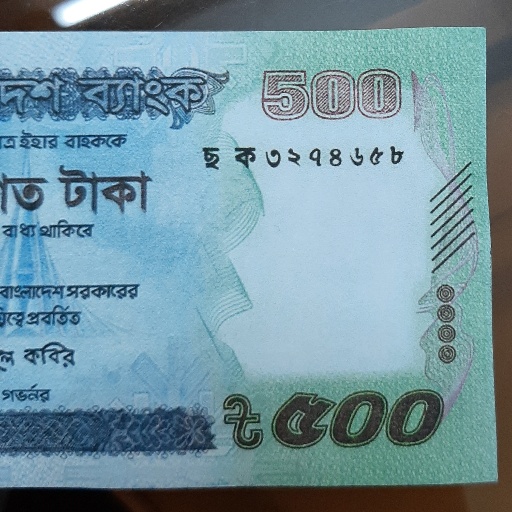 ব্যাংক 500
ইহার বাহককে
ছ ক ৩২৭৪৬৫৮
টাকা
বাধ্য থাকিবে
বাংলাদেশ সরকারের
প্রবর্তিত
কবির
গভর্নর
৳ ৫০০